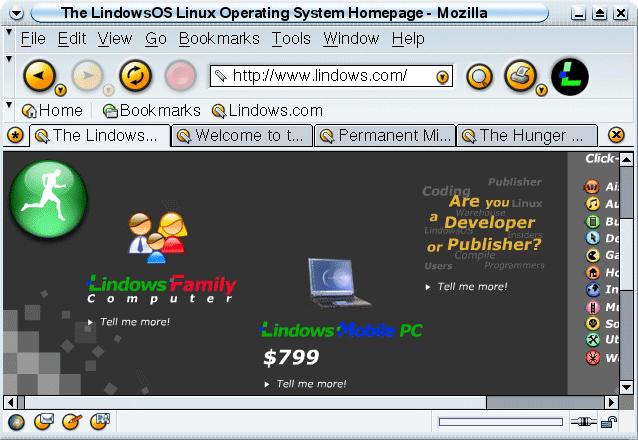 The LindowsOS Linux Operating System Homepage - Mozilla
File Edit View Go Bookmarks Tools Window Help
http://www.lindows.com/
Home Bookmarks Lindows.com
The Lindows... Welcome to t... Permanent Mi... The Hunger ...
Click-
Publisher
Coding
Are you
Linux
a Developer
Warehouse
LindowsOS
Insiders
or Publisher?
Compile
Users
Programmers
Tell me more!
LindowsFamily
Computer
Tell me more!
Lindows Mobile PC
$799
Tell me more!
Ai
Au
Bu
De
Ga
Ho
In
Mu
So
Ut